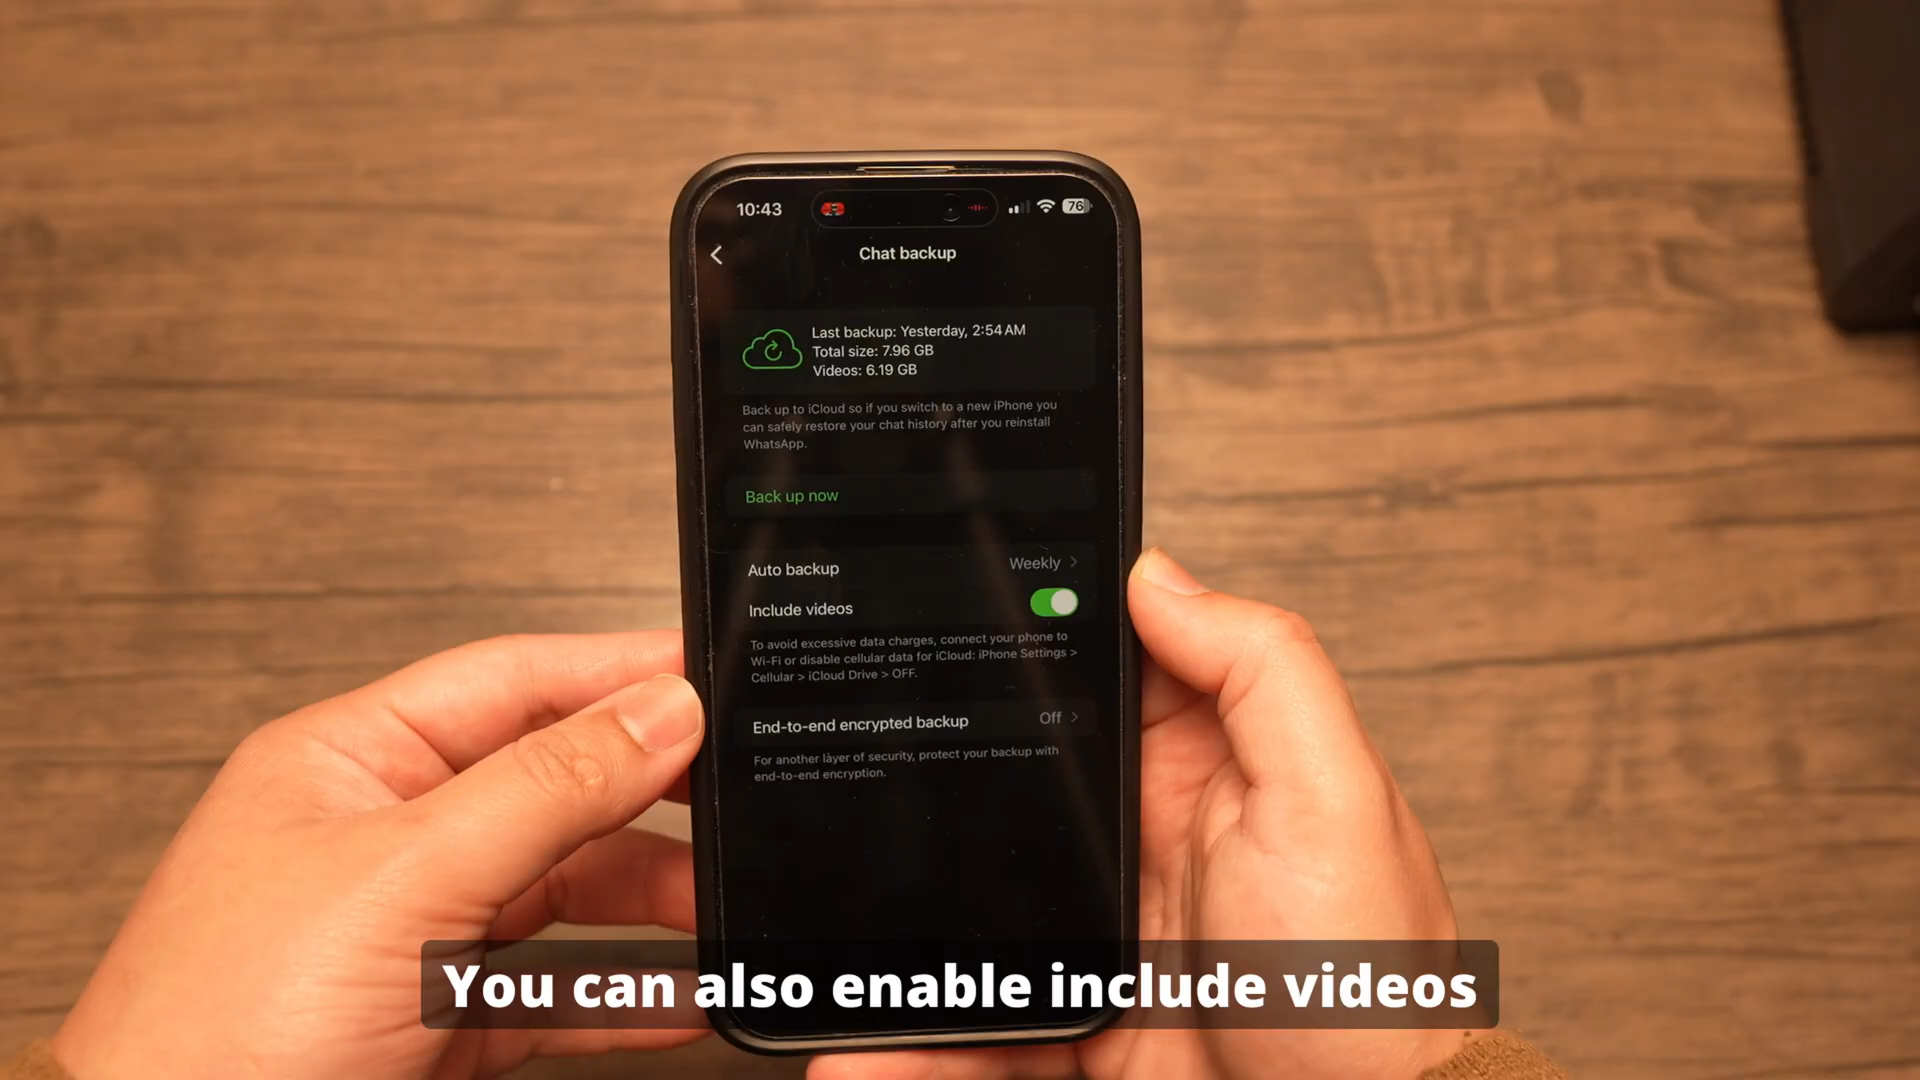 10:43
76
Chat backup
Last backup: Yesterday, 2:54 AM
Total size: 7.96 GB
Videos: 6.19 GB
Back up to iCloud so if you switch to a new iPhone you
can safely restore your chat history after you reinstall
WhatsApp.
Back up now
Auto backup Weekly
Include videos
To avoid excessive data charges, connect your phone to
Wi-Fi or disable cellular data for iCloud: iPhone Settings >
Cellular > iCloud Drive > OFF.
End-to-end encrypted backup Off
For another layer of security, protect your backup with
end-to-end encryption.
You can also enable include videos